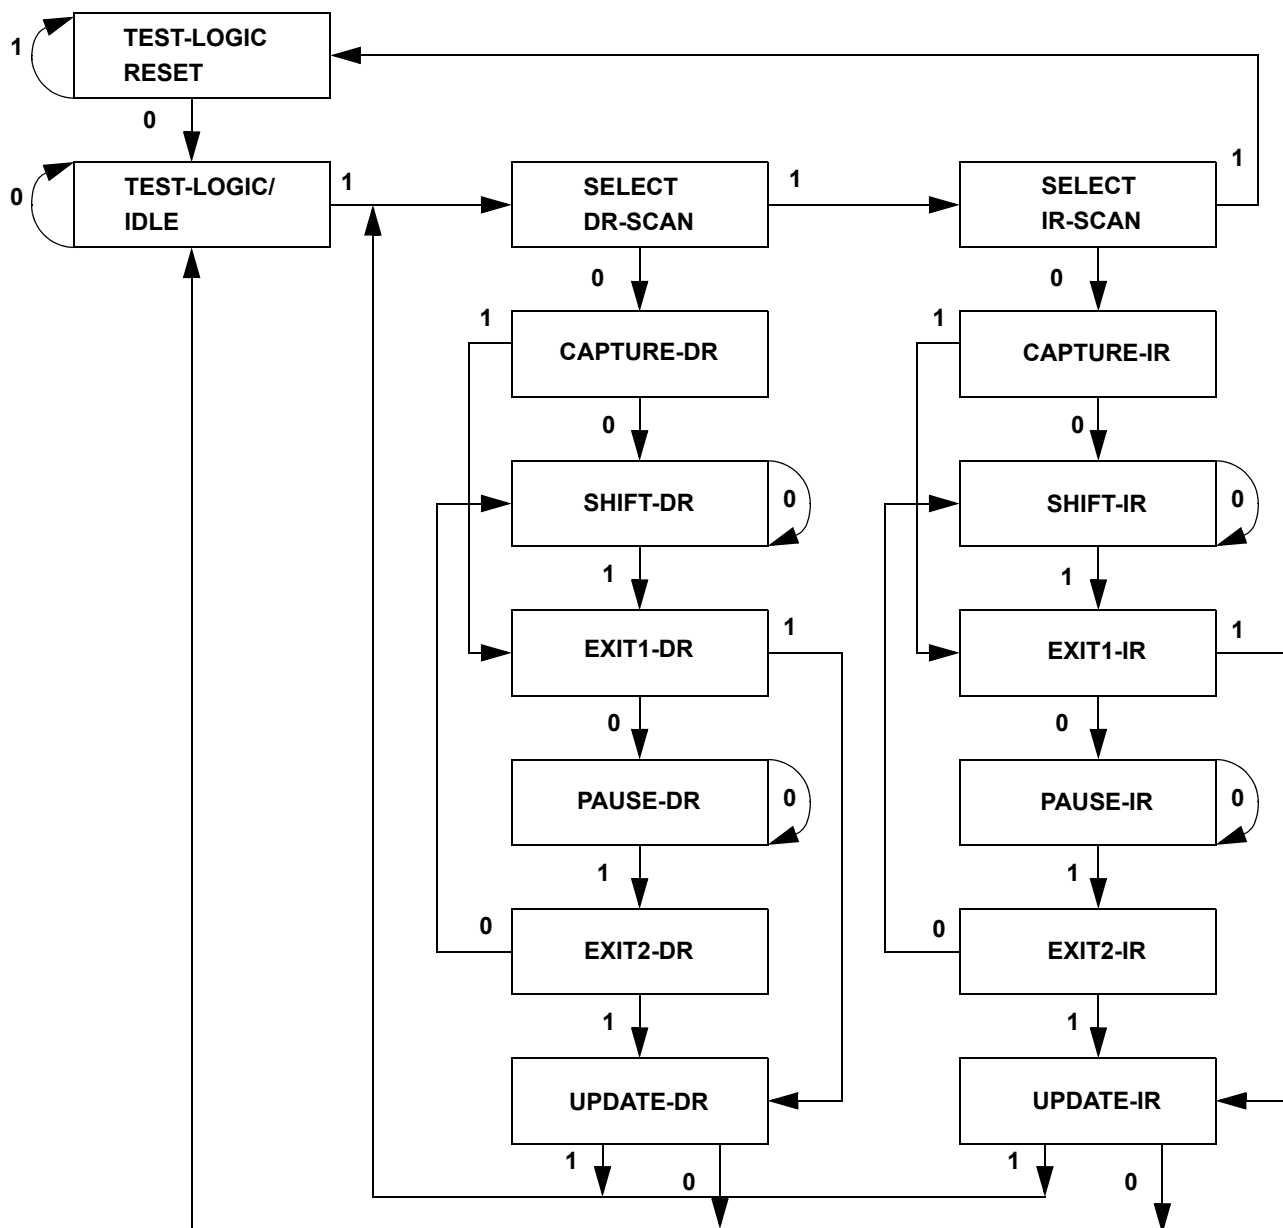 TEST-LOGIC
RESET
1
0
TEST-LOGIC/
IDLE
0
1
SELECT
DR-SCAN
1
SELECT
IR-SCAN
1
0
0
1
CAPTURE-DR
1
CAPTURE-IR
0
0
SHIFT-DR
0
SHIFT-IR
0
1
1
EXIT1-DR
1
EXIT1-IR
1
0
0
PAUSE-DR
0
PAUSE-IR
0
1
1
0
EXIT2-DR
0
EXIT2-IR
1
1
UPDATE-DR
UPDATE-IR
1
0
1
0